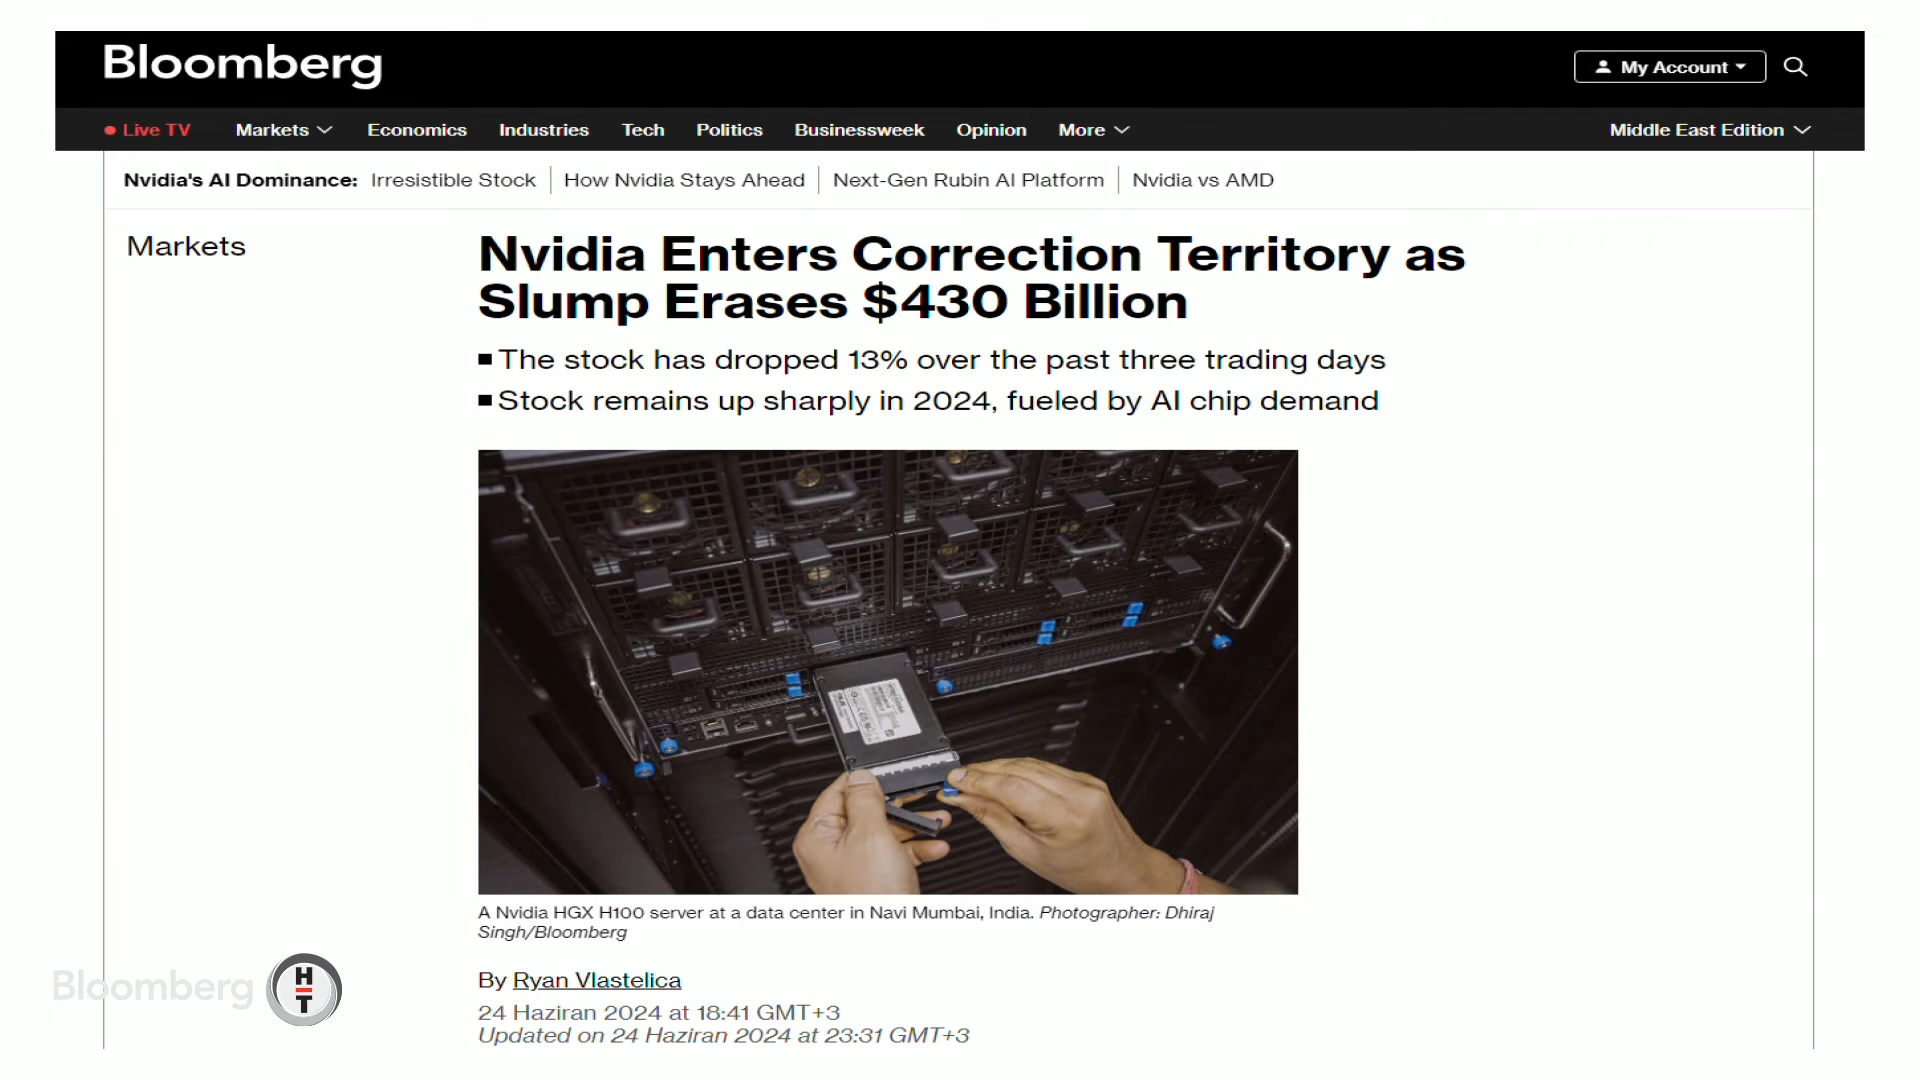 Bloomberg
My Account
Live TV Markets Economics Industries Tech Politics Businessweek Opinion More Middle East Edition
Nvidia's AI Dominance: Irresistible Stock How Nvidia Stays Ahead Next-Gen Rubin AI Platform Nvidia vs AMD
Markets
Nvidia Enters Correction Territory as
Slump Erases $430 Billion
The stock has dropped 13% over the past three trading days
Stock remains up sharply in 2024, fueled by AI chip demand
A Nvidia HGX H100 server at a data center in Navi Mumbai, India. Photographer: Dhiraj
Singh/Bloomberg
By Ryan Vlastelica
24 Haziran 2024 at 18:41 GMT+3
Updated on 24 Haziran 2024 at 23:31 GMT+3
Bloomberg HT